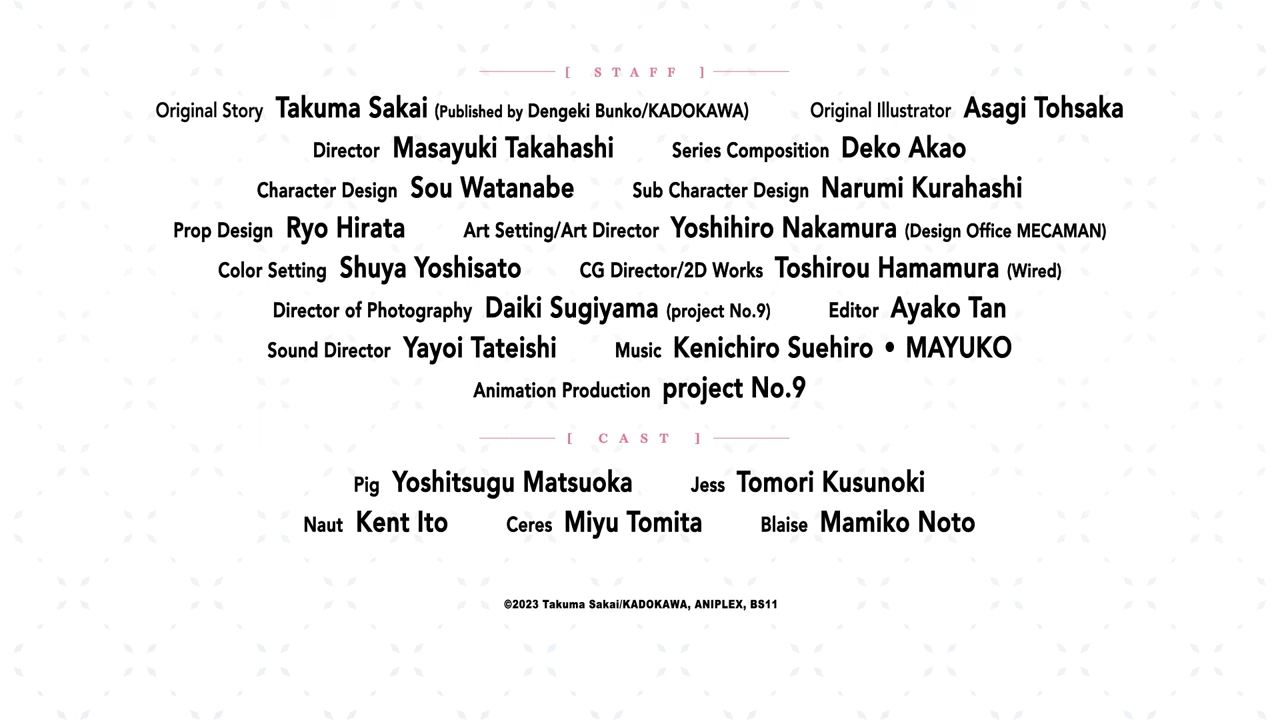 [ STAFF ]
Original Story Takuma Sakai (Published by Dengeki Bunko/KADOKAWA) Original Illustrator Asagi Tohsaka
Director Masayuki Takahashi Series Composition Deko Akao
Character Design Sou Watanabe Sub Character Design Narumi Kurahashi
Prop Design Ryo Hirata Art Setting/Art Director Yoshihiro Nakamura (Design Office MECAMAN)
Color Setting Shuya Yoshisato CG Director/2D Works Toshirou Hamamura (Wired)
Director of Photography Daiki Sugiyama (project No.9) Editor Ayako Tan
Sound Director Yayoi Tateishi Music Kenichiro Suehiro • MAYUKO
Animation Production project No.9
[ CAST ]
Pig Yoshitsugu Matsuoka Jess Tomori Kusunoki
Naut Kent Ito Ceres Miyu Tomita Blaise Mamiko Noto
©2023 Takuma Sakai/KADOKAWA, ANIPLEX, BS11